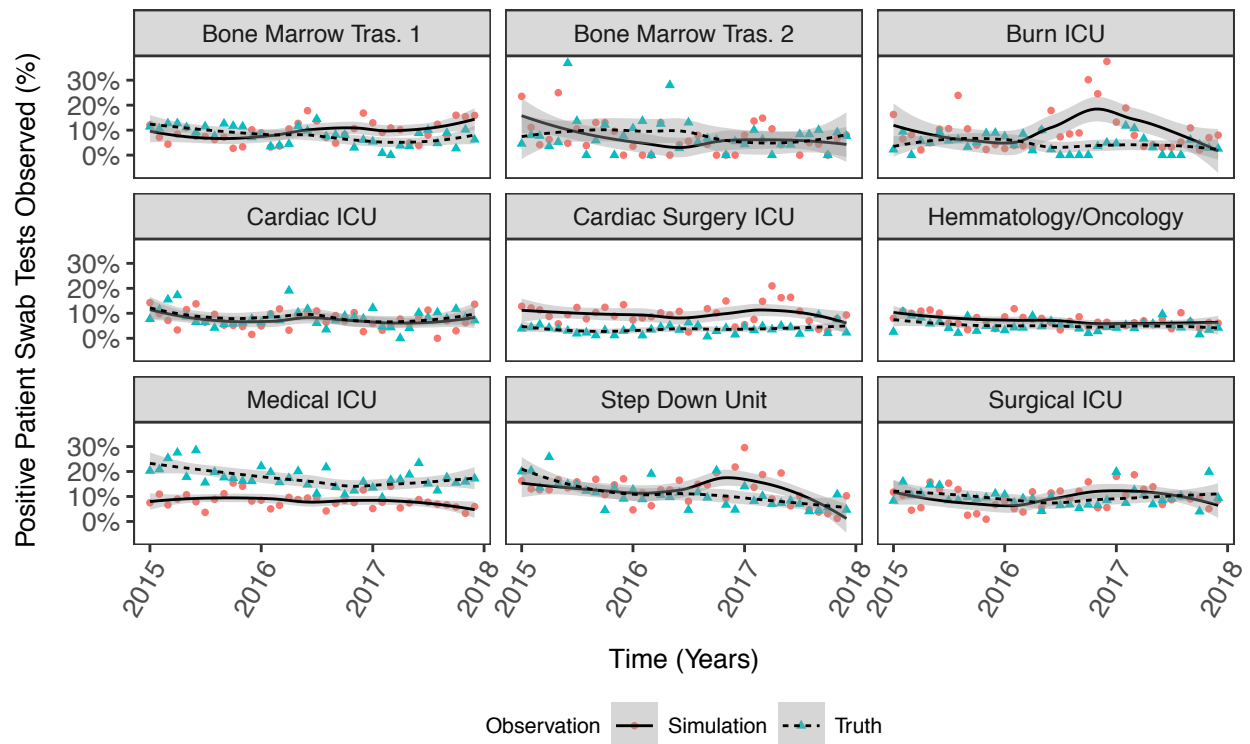 Positive Patient Swab Tests Observed (%)
Bone Marrow Tras. 1
Bone Marrow Tras. 2
Burn ICU
30%
20%
10%
0%
Cardiac ICU
Cardiac Surgery ICU
Hemmatology/Oncology
30%
20%
10%
0%
Medical ICU
Step Down Unit
Surgical ICU
30%
20%
10%
0%
2015 2016 2017 2018
2015 2016 2017 2018
2015 2016 2017 2018
Time (Years)
Observation Simulation Truth